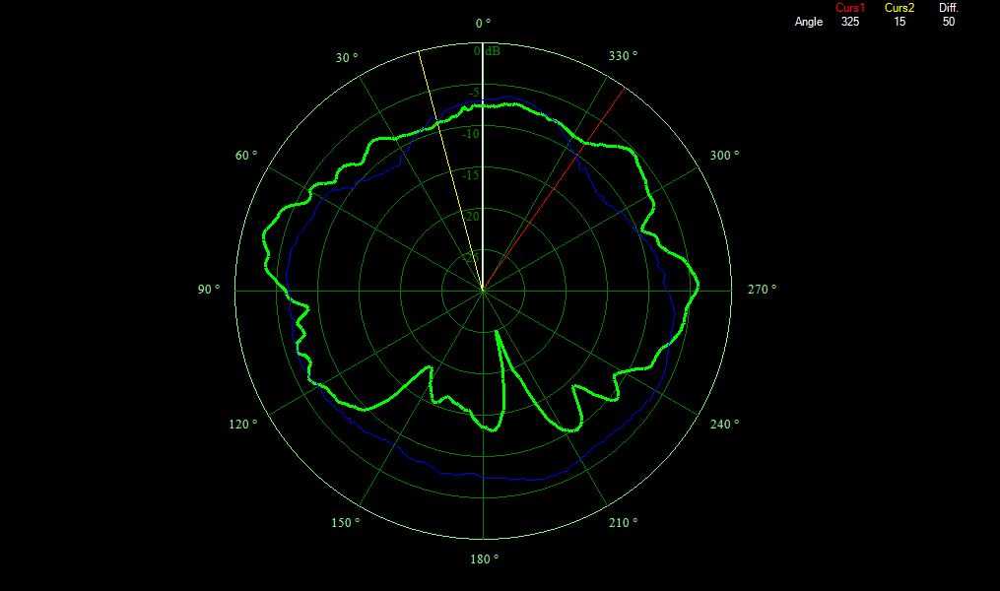 Curs1 Curs2 Diff.
Angle 325 15 50
0 °
30 ° 330 °
0 dB
-5
60 ° 300 °
-10
-15
-20
90 ° 270 °
120 ° 240 °
150 ° 210 °
180 °